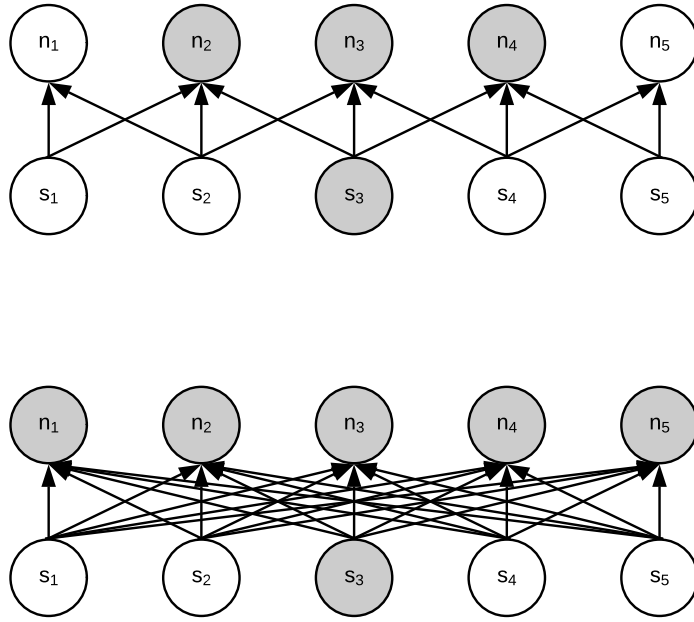 n₁ n₂ n₃ n₄ n₅
s₁ s₂ s₃ s₄ s₅
n₁ n₂ n₃ n₄ n₅
s₁ s₂ s₃ s₄ s₅